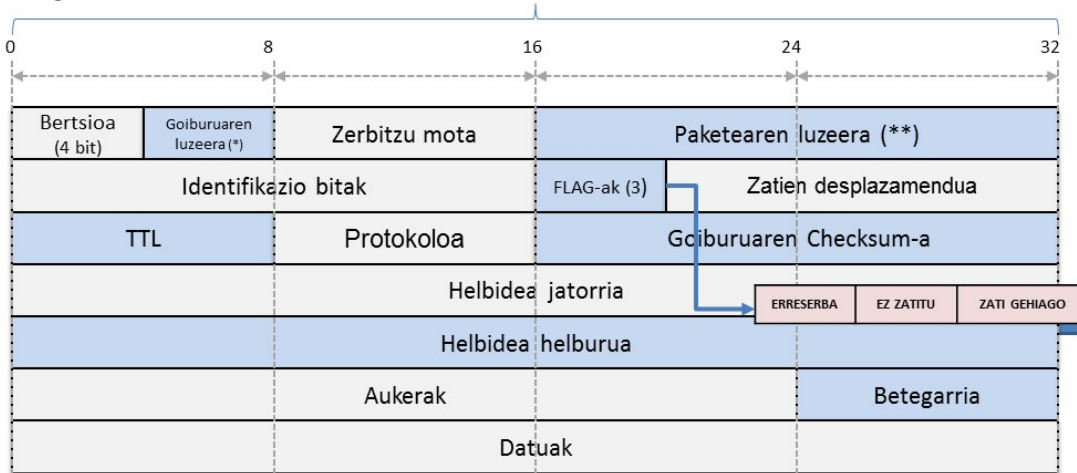 0 8 16 24 32
Bertsioa
(4 bit)
Goiburuaren
luzeera (*)
Zerbitzu mota
Paketearen luzeera (**)
Identifikazio bitak
FLAG-ak (3)
Zatien desplazamendua
TTL
Protokoloa
Goiburuaren Checksum-a
Helbidea jatorria
ERRESERBA
EZ ZATITU
ZATI GEHIAGO
Helbidea helburua
Aukerak
Betegarria
Datuak